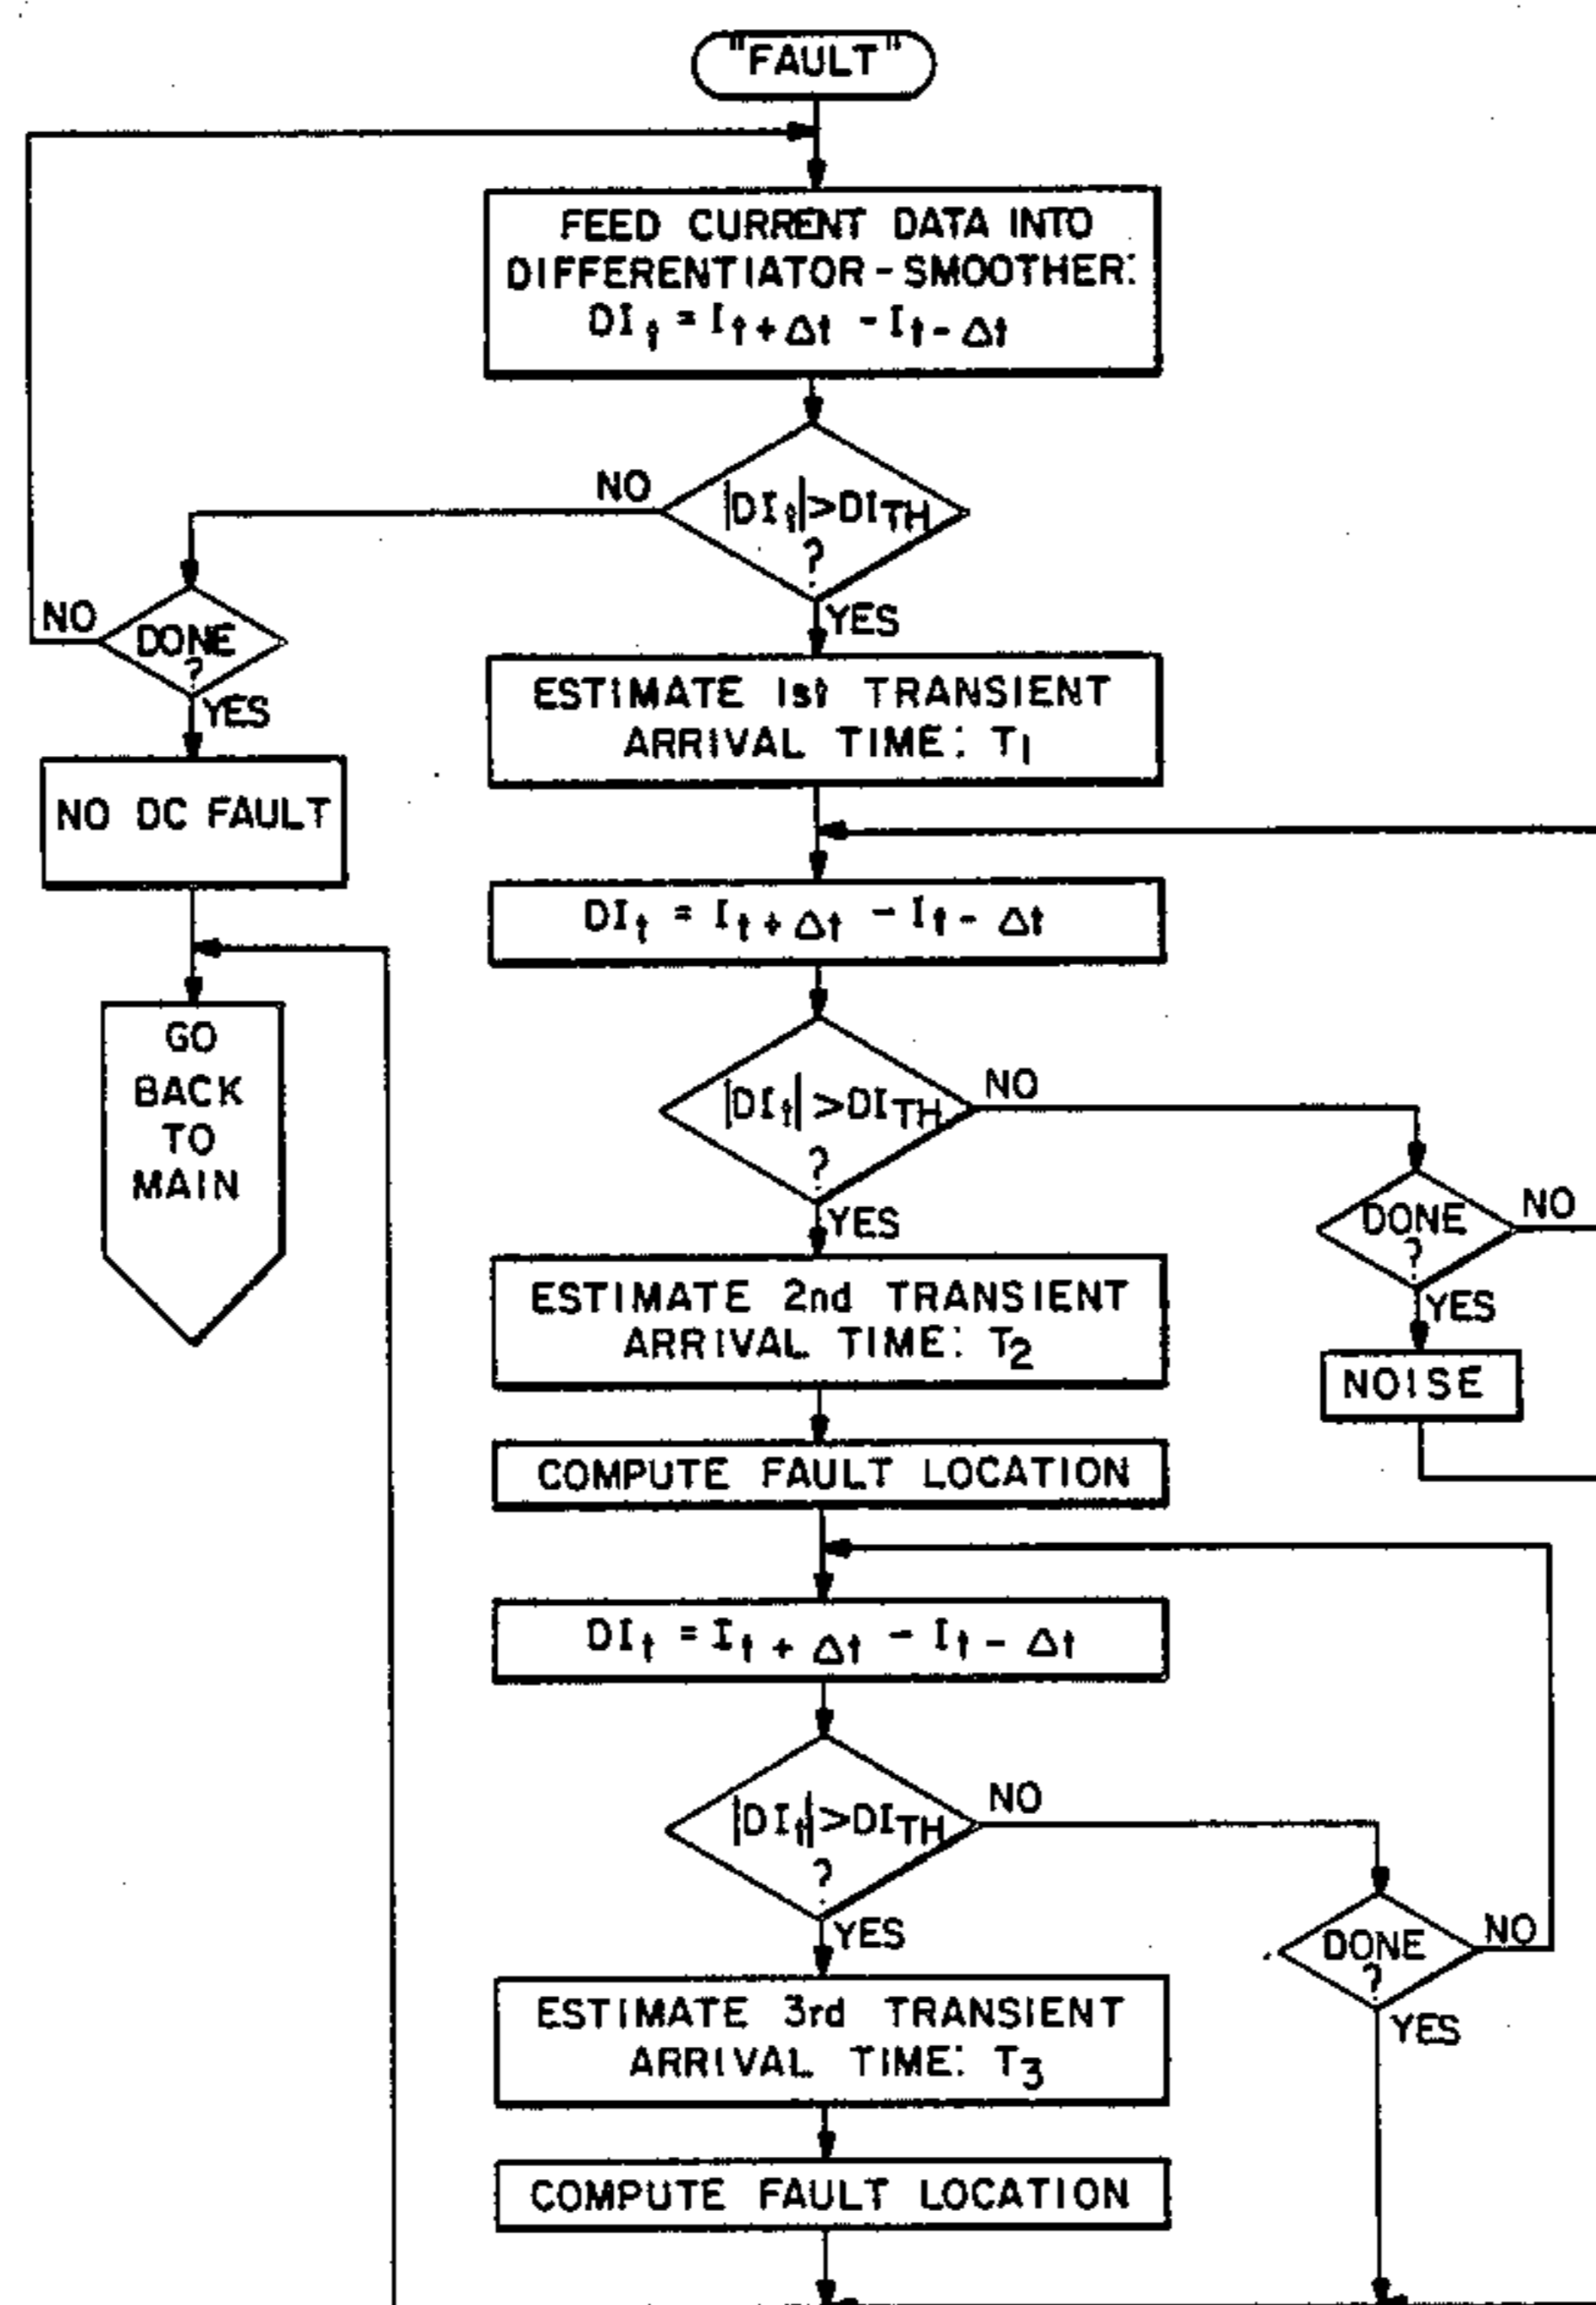 "FAULT"
FEED CURRENT DATA INTO
DIFFERENTIATOR-SMOOTHER:
DIt = It+Δt - It-Δt
NO
|DIt|>DITH
?
YES
NO
DONE
?
YES
ESTIMATE 1st TRANSIENT
ARRIVAL TIME: T1
NO DC FAULT
DIt = It+Δt - It-Δt
GO
BACK
TO
MAIN
|DIt|>DITH
?
NO
YES
DONE
?
NO
YES
ESTIMATE 2nd TRANSIENT
ARRIVAL TIME: T2
NOISE
COMPUTE FAULT LOCATION
DIt = It+Δt - It-Δt
|DIt|>DITH
?
NO
YES
DONE
?
NO
YES
ESTIMATE 3rd TRANSIENT
ARRIVAL TIME: T3
COMPUTE FAULT LOCATION